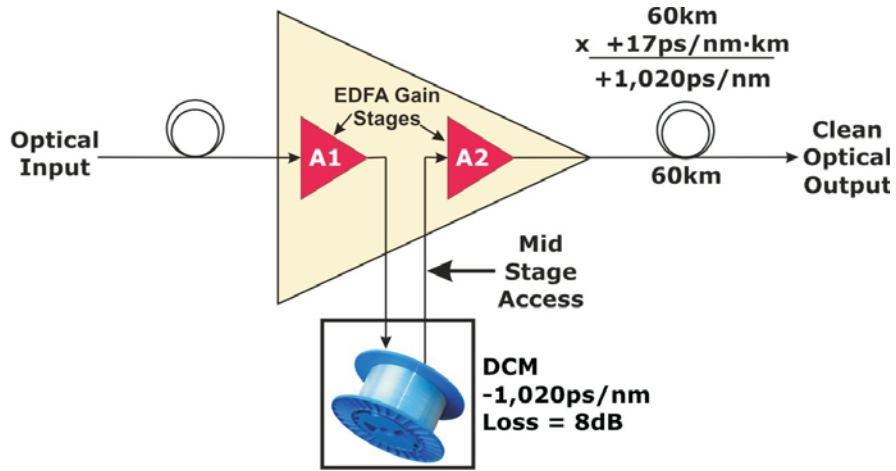 60km
x +17ps/nm·km
+1,020ps/nm
EDFA Gain
Stages
Optical
Input
A1
A2
60km
Clean
Optical
Output
Mid
Stage
Access
DCM
-1,020ps/nm
Loss = 8dB